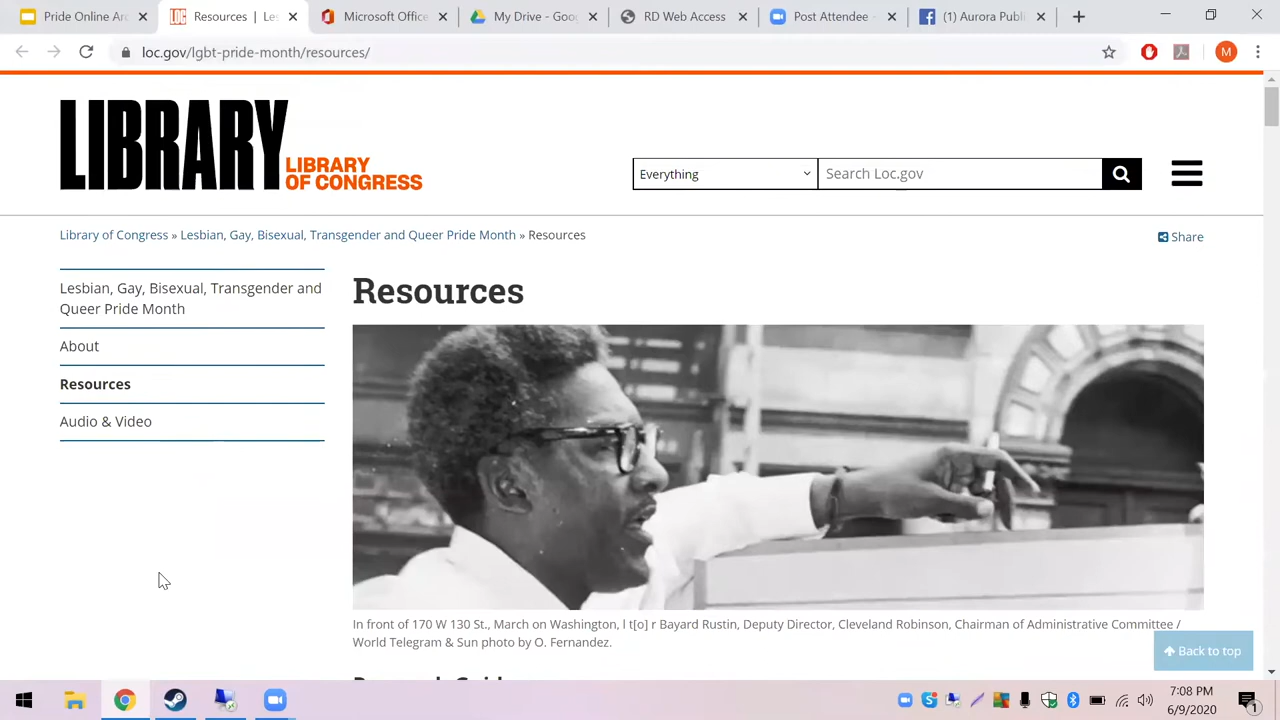 Pride Online Ar
Resources | Les
Microsoft Office
My Drive - Goo
RD Web Access
Post Attendee -
(1) Aurora Publ
loc.gov/lgbt-pride-month/resources/
M
LIBRARY
LIBRARY
OF CONGRESS
Everything
Search Loc.gov
Library of Congress » Lesbian, Gay, Bisexual, Transgender and Queer Pride Month » Resources
Share
Lesbian, Gay, Bisexual, Transgender and
Queer Pride Month
About
Resources
Audio & Video
Resources
In front of 170 W 130 St., March on Washington, l t[o] r Bayard Rustin, Deputy Director, Cleveland Robinson, Chairman of Administrative Committee /
World Telegram & Sun photo by O. Fernandez.
Back to top
7:08 PM
6/9/2020
1